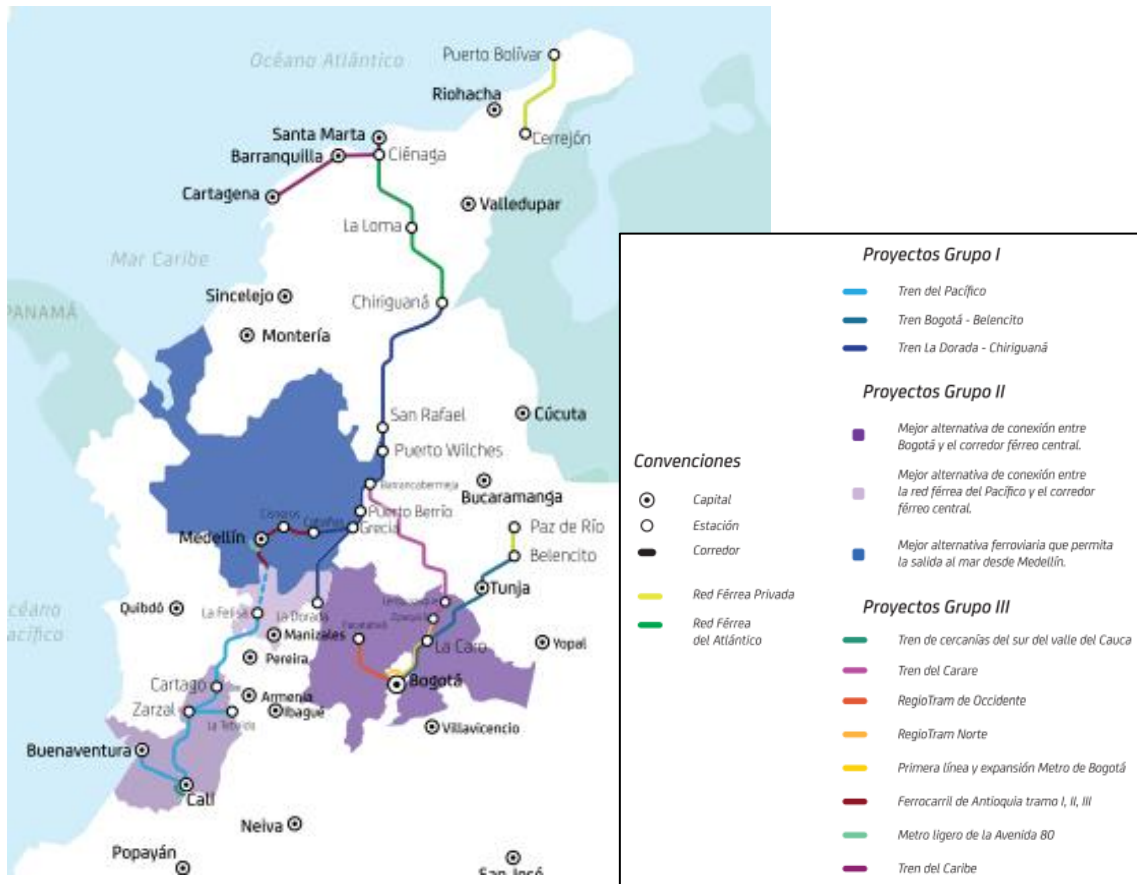 Océano Atlántico
Puerto Bolívar
Riohacha
Cerrejón
Santa Marta
Barranquilla
Ciénaga
Cartagena
Valledupar
La Loma
Mar Caribe
Sincelejo
Chiriguaná
PANAMÁ
Montería
San Rafael
Cúcuta
Puerto Wilches
Barrancabermeja
Bucaramanga
Puerto Berrío
Cisneros
Cabañas
Grecia
Medellín
Paz de Río
Belencito
Tunja
Quibdó
La Felisa
La Dorada
Manizales
Facatativá
La Caro
Yopal
Pereira
Bogotá
Cartago
Armenia
Zarzal
La Tebaida
Ibagué
Villavicencio
Buenaventura
Cali
Neiva
Popayán
San José
Convenciones
Capital
Estación
Corredor
Red Férrea Privada
Red Férrea
del Atlántico
Proyectos Grupo I
Tren del Pacífico
Tren Bogotá - Belencito
Tren La Dorada - Chiriguaná
Proyectos Grupo II
Mejor alternativa de conexión entre
Bogotá y el corredor férreo central.
Mejor alternativa de conexión entre
la red férrea del Pacífico y el corredor
férreo central.
Mejor alternativa ferroviaria que permita
la salida al mar desde Medellín.
Proyectos Grupo III
Tren de cercanías del sur del valle del Cauca
Tren del Carare
RegioTram de Occidente
RegioTram Norte
Primera línea y expansión Metro de Bogotá
Ferrocarril de Antioquia tramo I, II, III
Metro ligero de la Avenida 80
Tren del Caribe